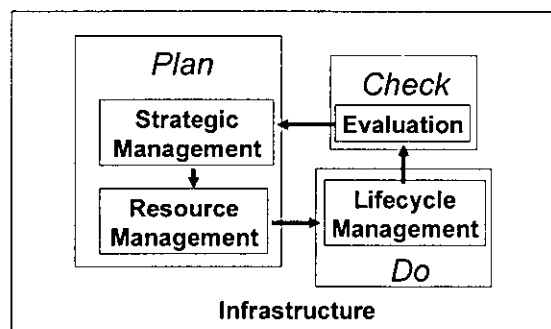 Plan
Strategic
Management
Resource
Management
Check
Evaluation
Lifecycle
Management
Do
Infrastructure